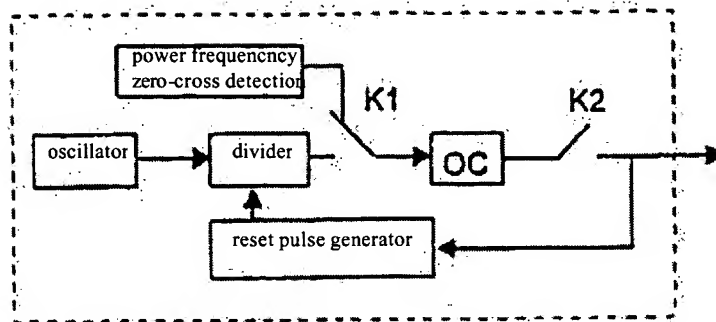 power frequencncy
zero-cross detection
K1
K2
oscillator
divider
OC
reset pulse generator